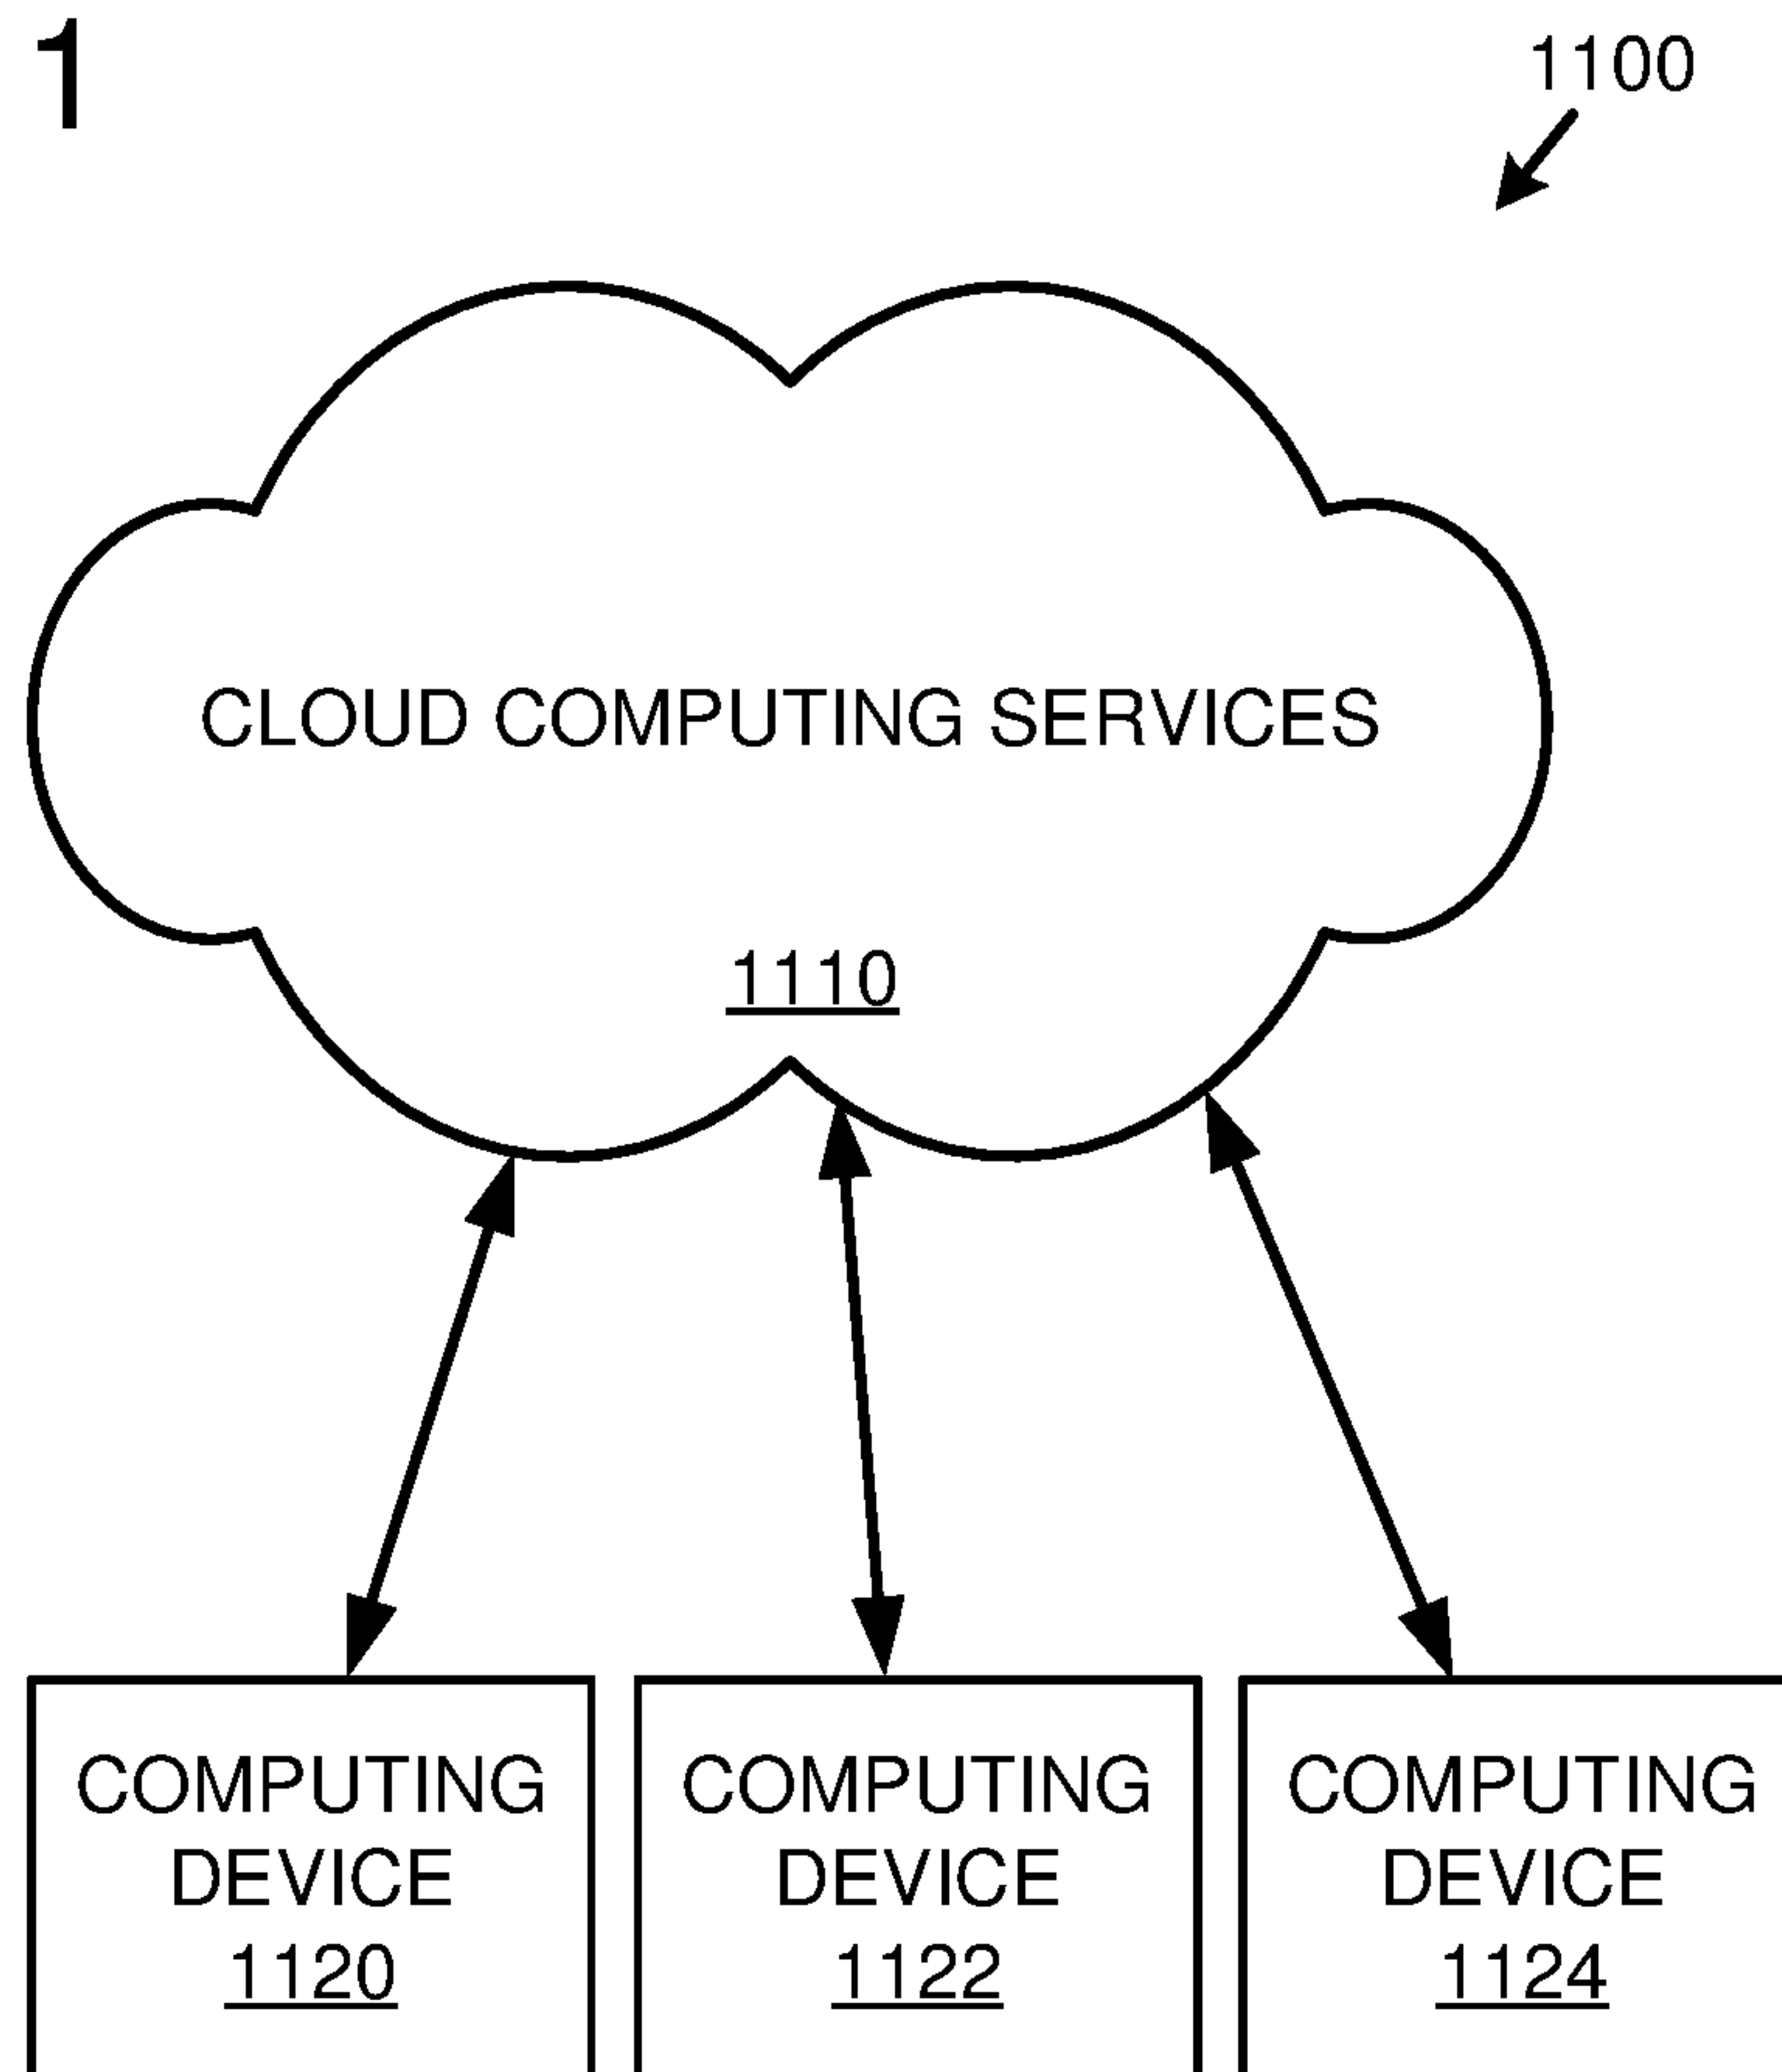 1
1100
CLOUD COMPUTING SERVICES
1110
COMPUTING
DEVICE
1120
COMPUTING
DEVICE
1122
COMPUTING
DEVICE
1124